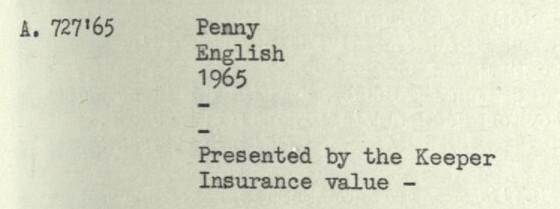 A. 727'65 Penny
English
1965
-
-
Presented by the Keeper
Insurance value -